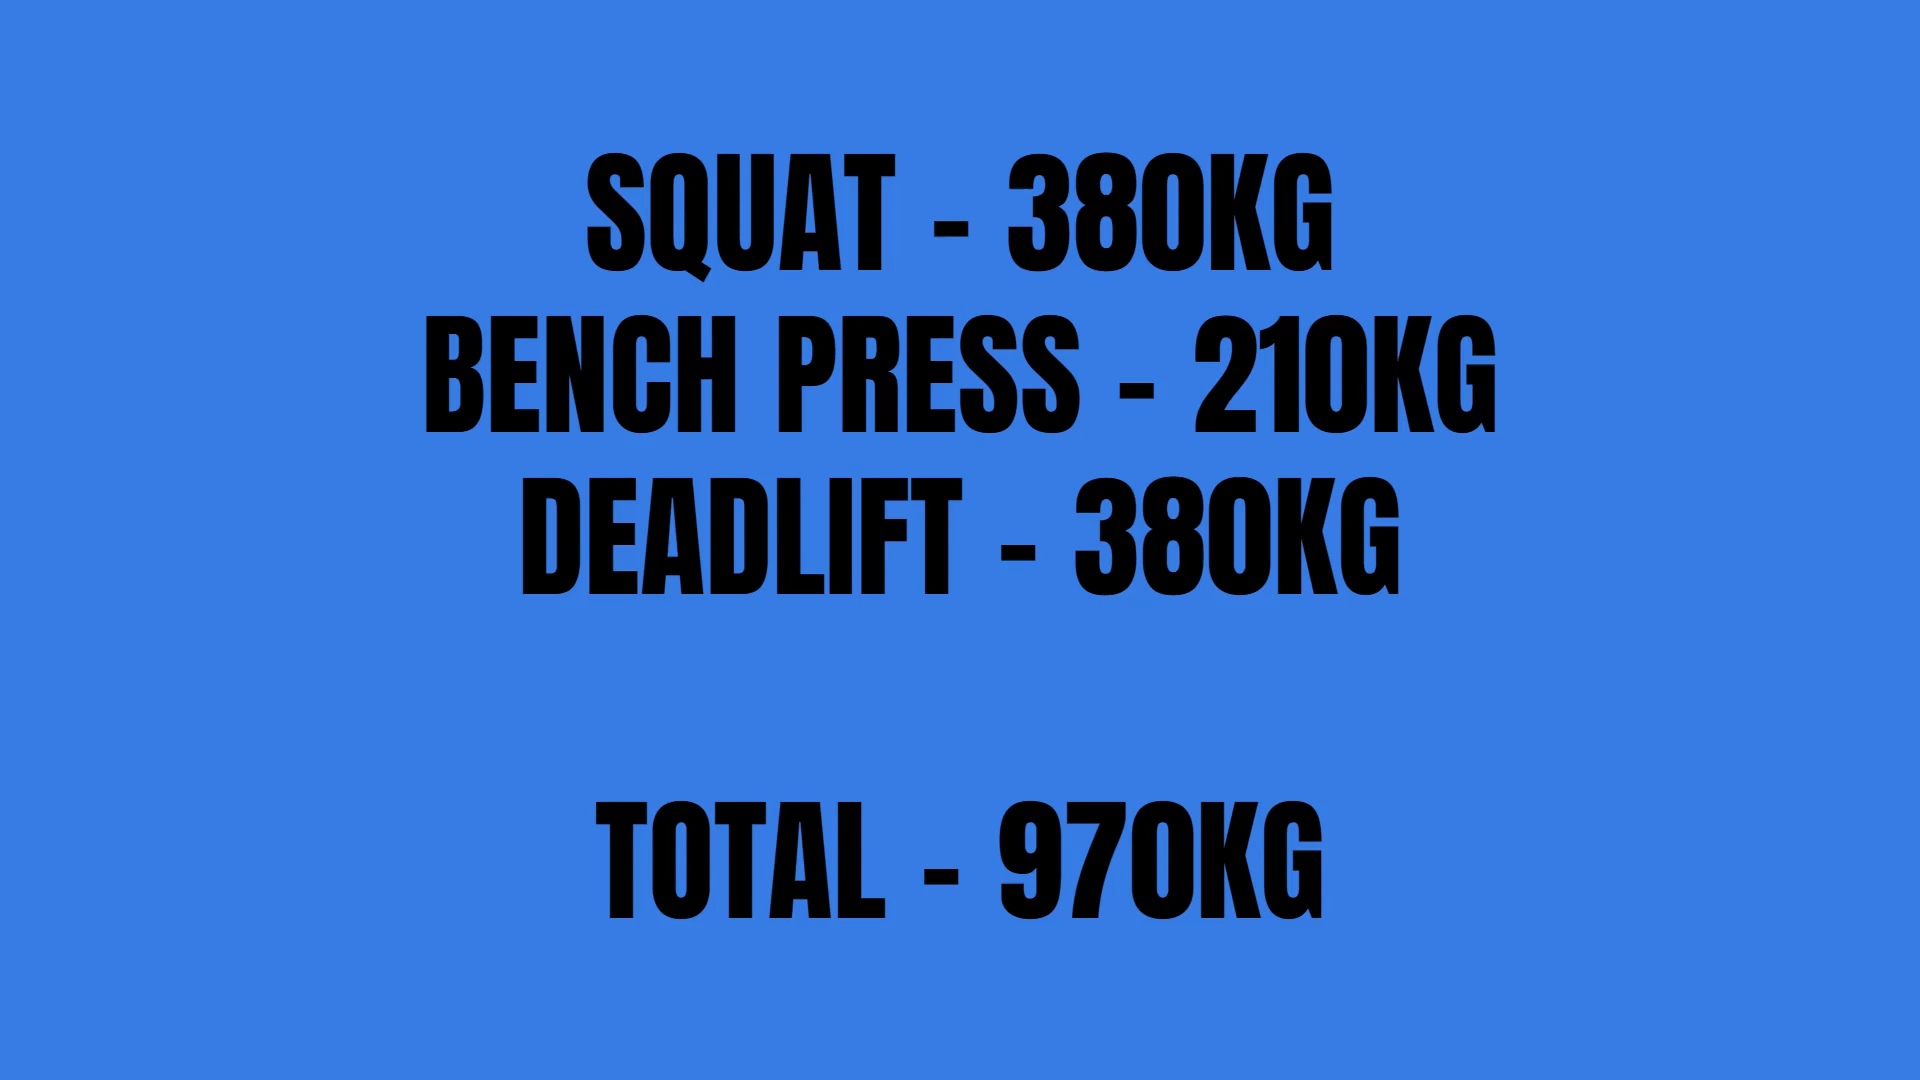 SQUAT - 380KG
BENCH PRESS - 210KG
DEADLIFT - 380KG
TOTAL - 970KG